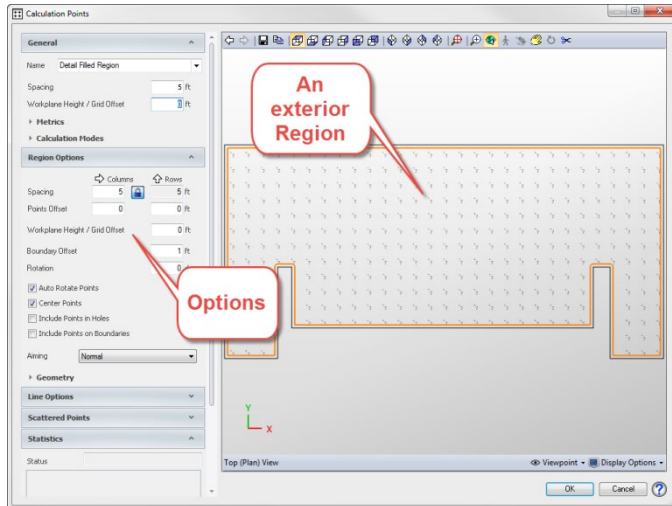 Calculation Points
General
Name Detail Filled Region
Spacing 5 ft
Workplane Height / Grid Offset 0 ft
Metrics
Calculation Modes
Region Options
Columns Rows
Spacing 5 5 ft
Points Offset 0 0 ft
Workplane Height / Grid Offset 0 ft
Boundary Offset 1 ft
Rotation 0
Auto Rotate Points
Center Points
Include Points in Holes
Include Points on Boundaries
Aiming Normal
Geometry
Line Options
Scattered Points
Statistics
Status
An
exterior
Region
Options
Y
X
Top (Plan) View Viewpoint Display Options
OK Cancel ?